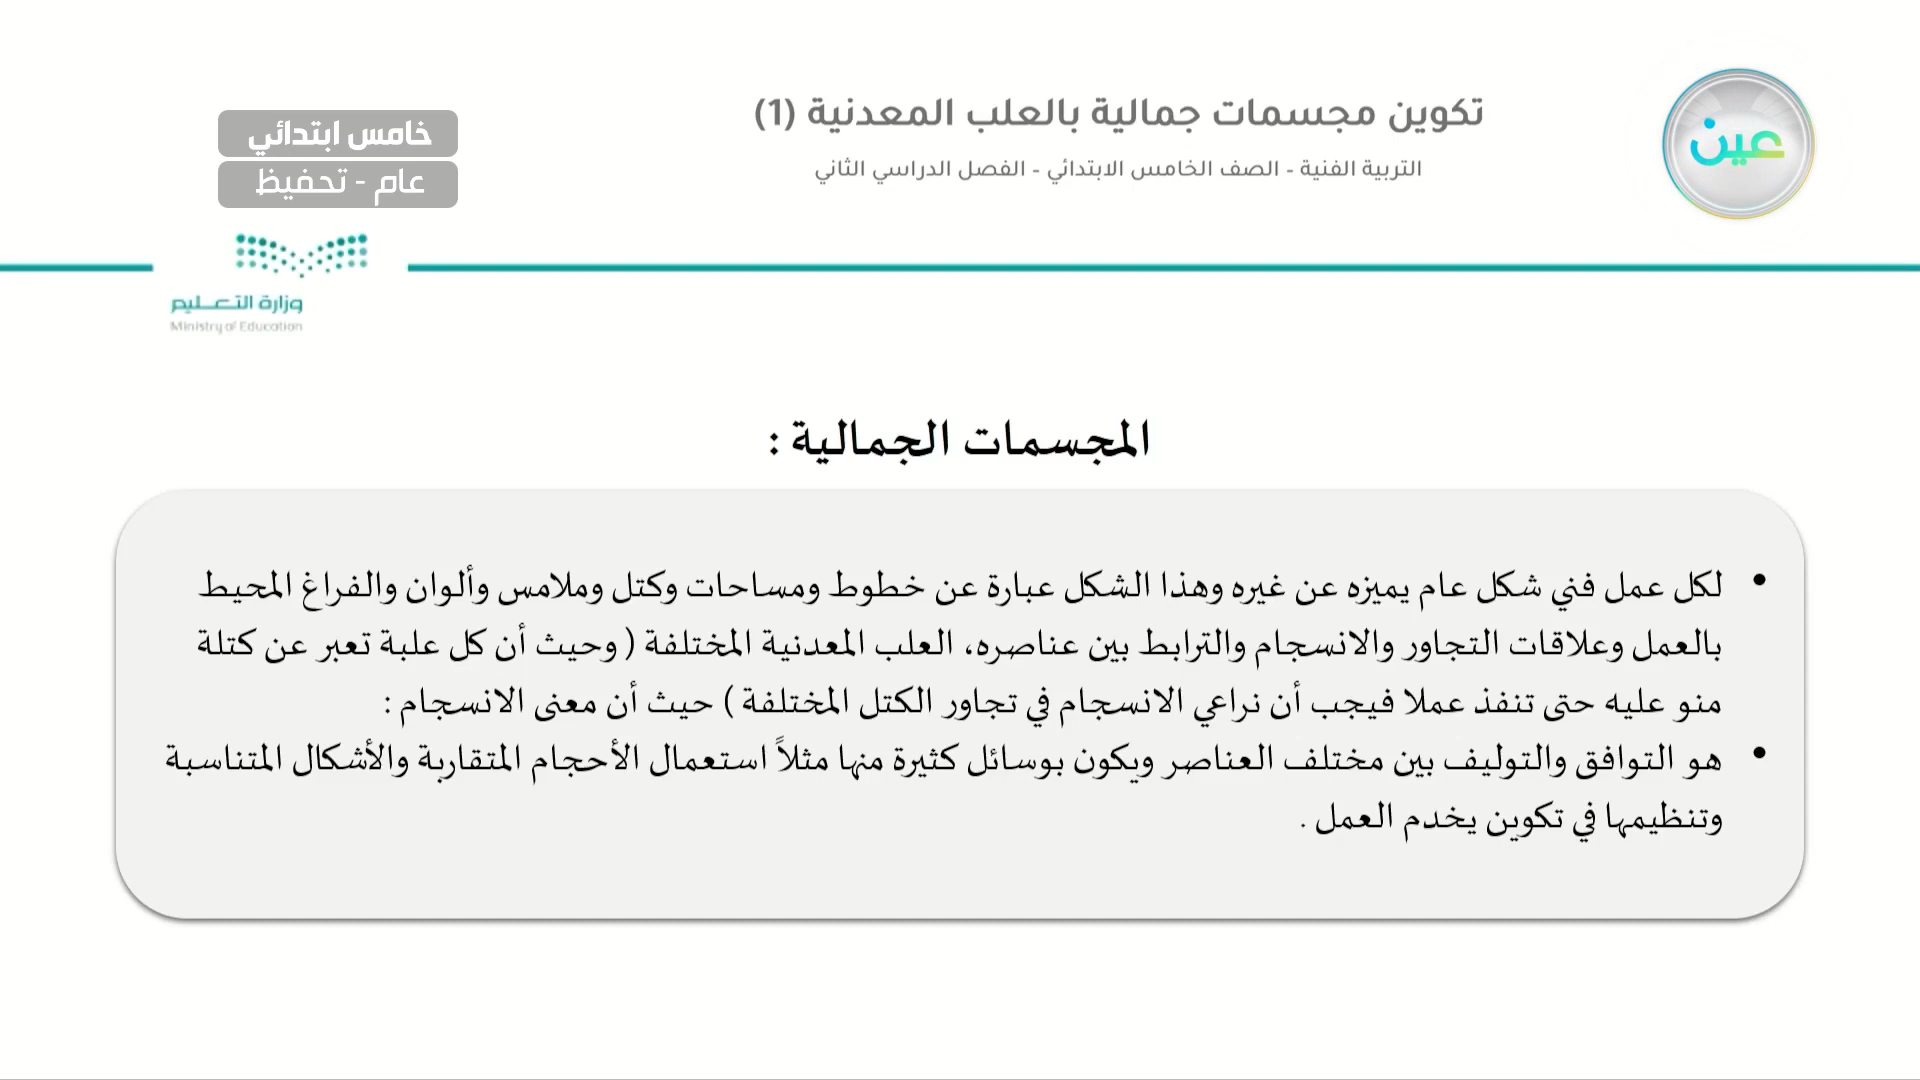 تكوين مجسمات جمالية بالعلب المعدنية (1)
التربية الفنية - الصف الخامس الابتدائي - الفصل الدراسي الثاني
عين
خامس ابتدائي
عام - تحفيظ
وزارة التعليم
Ministry of Education
المجسمات الجمالية :
• لكل عمل فني شكل عام يميزه عن غيره وهذا الشكل عبارة عن خطوط ومساحات وكتل وملامس وألوان والفراغ المحيط
بالعمل وعلاقات التجاور والانسجام والترابط بين عناصره، العلب المعدنية المختلفة ( وحيث أن كل علبة تعبر عن كتلة
منو عليه حتى تنفذ عملا فيجب أن نراعي الانسجام في تجاور الكتل المختلفة ) حيث أن معنى الانسجام :
• هو التوافق والتوليف بين مختلف العناصر ويكون بوسائل كثيرة منها مثلاً استعمال الأحجام المتقاربة والأشكال المتناسبة
وتنظيمها في تكوين يخدم العمل .